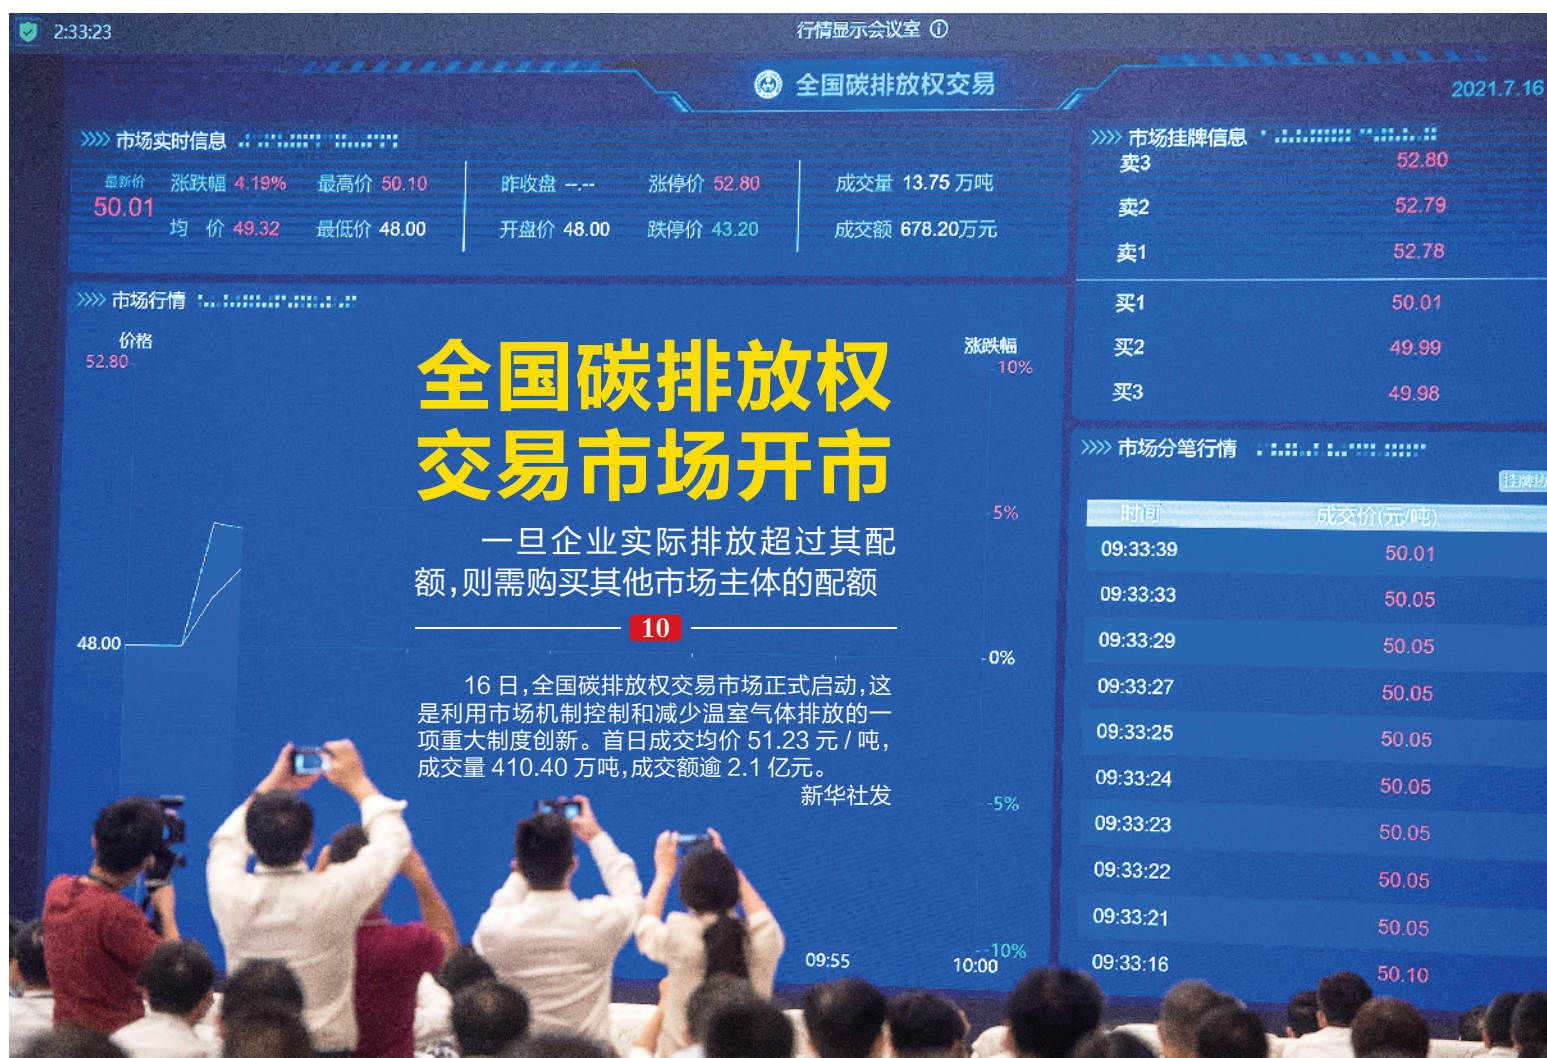 2:33:23
行情显示会议室
全国碳排放权交易
2021.7.16
市场实时信息
最新价 涨跌幅 4.19% 最高价 50.10 昨收盘 --.-- 涨停价 52.80 成交量 13.75 万吨
50.01
均 价 49.32 最低价 48.00 开盘价 48.00 跌停价 43.20 成交额 678.20万元
市场挂牌信息
卖3 52.80
卖2 52.79
卖1 52.78
买1 50.01
买2 49.99
买3 49.98
市场行情
价格
52.80
48.00
涨跌幅
10%
5%
0%
-5%
-10%
09:55
10:00
全国碳排放权
交易市场开市
一旦企业实际排放超过其配
额,则需购买其他市场主体的配额
10
16 日,全国碳排放权交易市场正式启动,这
是利用市场机制控制和减少温室气体排放的一
项重大制度创新。首日成交均价 51.23 元 / 吨,
成交量 410.40 万吨,成交额逾 2.1 亿元。
新华社发
市场分笔行情
挂牌
时间 成交价(元/吨)
09:33:39 50.01
09:33:33 50.05
09:33:29 50.05
09:33:27 50.05
09:33:25 50.05
09:33:24 50.05
09:33:23 50.05
09:33:22 50.05
09:33:21 50.05
09:33:16 50.10